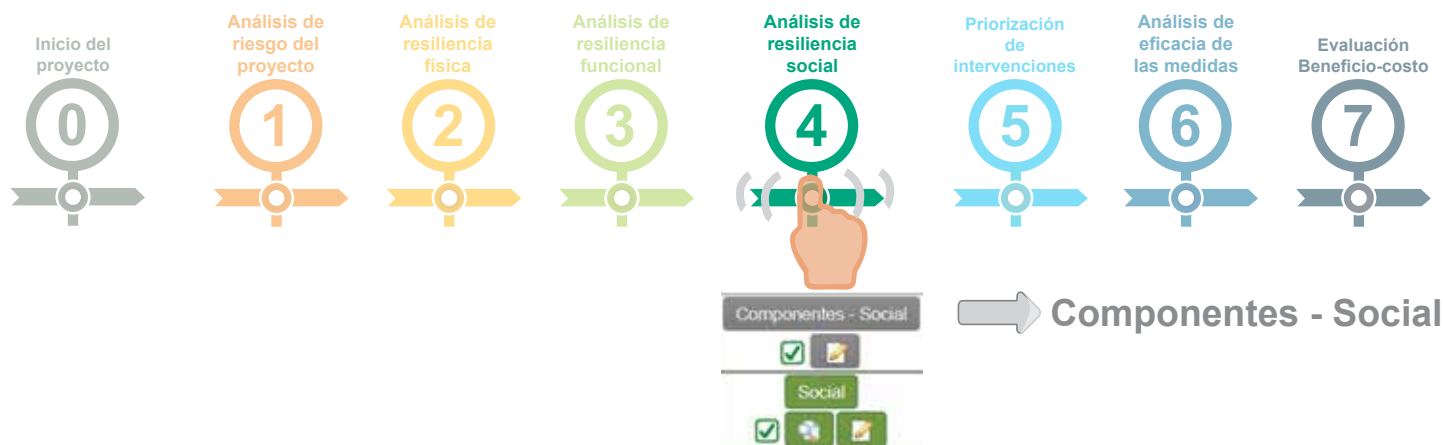 Inicio del
proyecto
0
Análisis de
riesgo del
proyecto
1
Análisis de
resiliencia
física
2
Análisis de
resiliencia
funcional
3
Análisis de
resiliencia
social
4
Priorización
de
intervenciones
5
Análisis de
eficacia de
las medidas
6
Evaluación
Beneficio-costo
7
Componentes - Social
Componentes - Social
Social